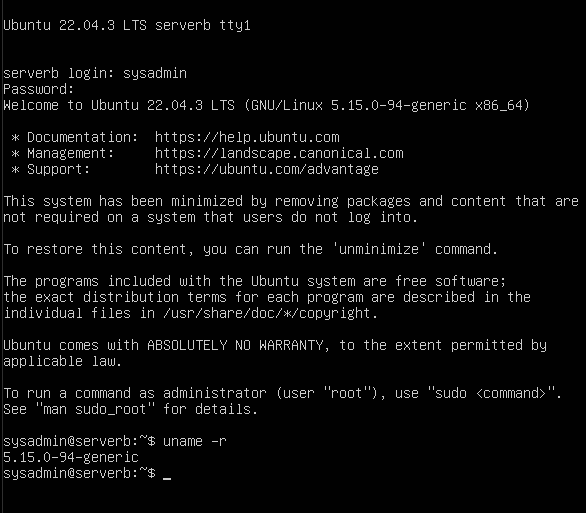 Ubuntu 22.04.3 LTS serverb tty1
serverb login: sysadmin
Password:
Welcome to Ubuntu 22.04.3 LTS (GNU/Linux 5.15.0-94-generic x86_64)
* Documentation:  https://help.ubuntu.com
* Management:     https://landscape.canonical.com
* Support:        https://ubuntu.com/advantage
This system has been minimized by removing packages and content that are
not required on a system that users do not log into.
To restore this content, you can run the 'unminimize' command.
The programs included with the Ubuntu system are free software;
the exact distribution terms for each program are described in the
individual files in /usr/share/doc/*/copyright.
Ubuntu comes with ABSOLUTELY NO WARRANTY, to the extent permitted by
applicable law.
To run a command as administrator (user "root"), use "sudo <command>".
See "man sudo_root" for details.
sysadmin@serverb:~$ uname -r
5.15.0-94-generic
sysadmin@serverb:~$ _